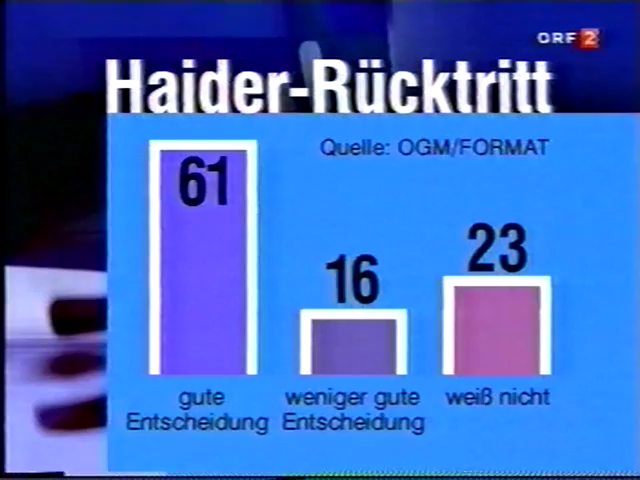 ORF 2
Haider-Rücktritt
Quelle: OGM/FORMAT
61
16
23
gute
Entscheidung
weniger gute
Entscheidung
weiß nicht